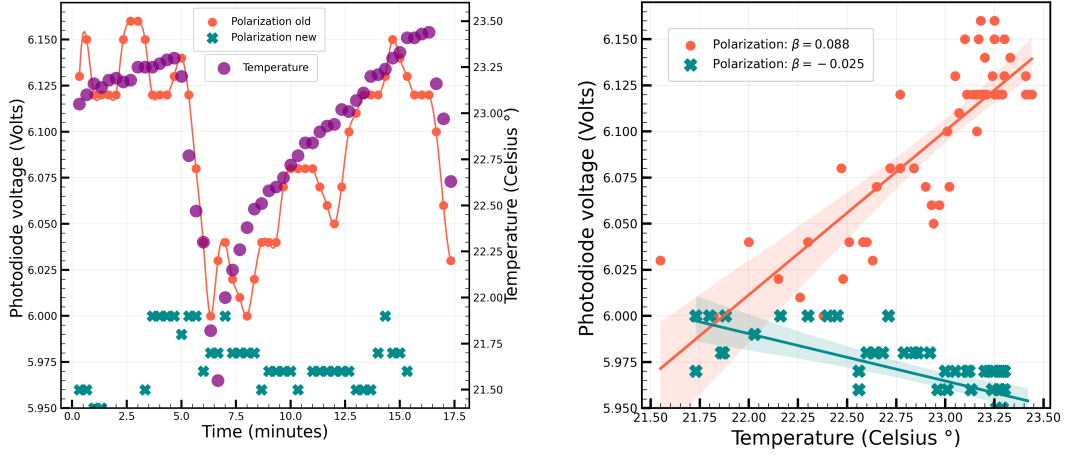 Photodiode voltage (Volts)
6.150
6.125
6.100
6.075
6.050
6.025
6.000
5.975
5.950
Polarization old
Polarization new
Temperature
23.50
23.25
23.00
22.75
22.50
22.25
22.00
21.75
21.50
Temperature (Celsius °)
0.0 2.5 5.0 7.5 10.0 12.5 15.0 17.5
Time (minutes)
Photodiode voltage (Volts)
6.150
6.125
6.100
6.075
6.050
6.025
6.000
5.975
5.950
Polarization: β = 0.088
Polarization: β = −0.025
21.50 21.75 22.00 22.25 22.50 22.75 23.00 23.25 23.50
Temperature (Celsius °)